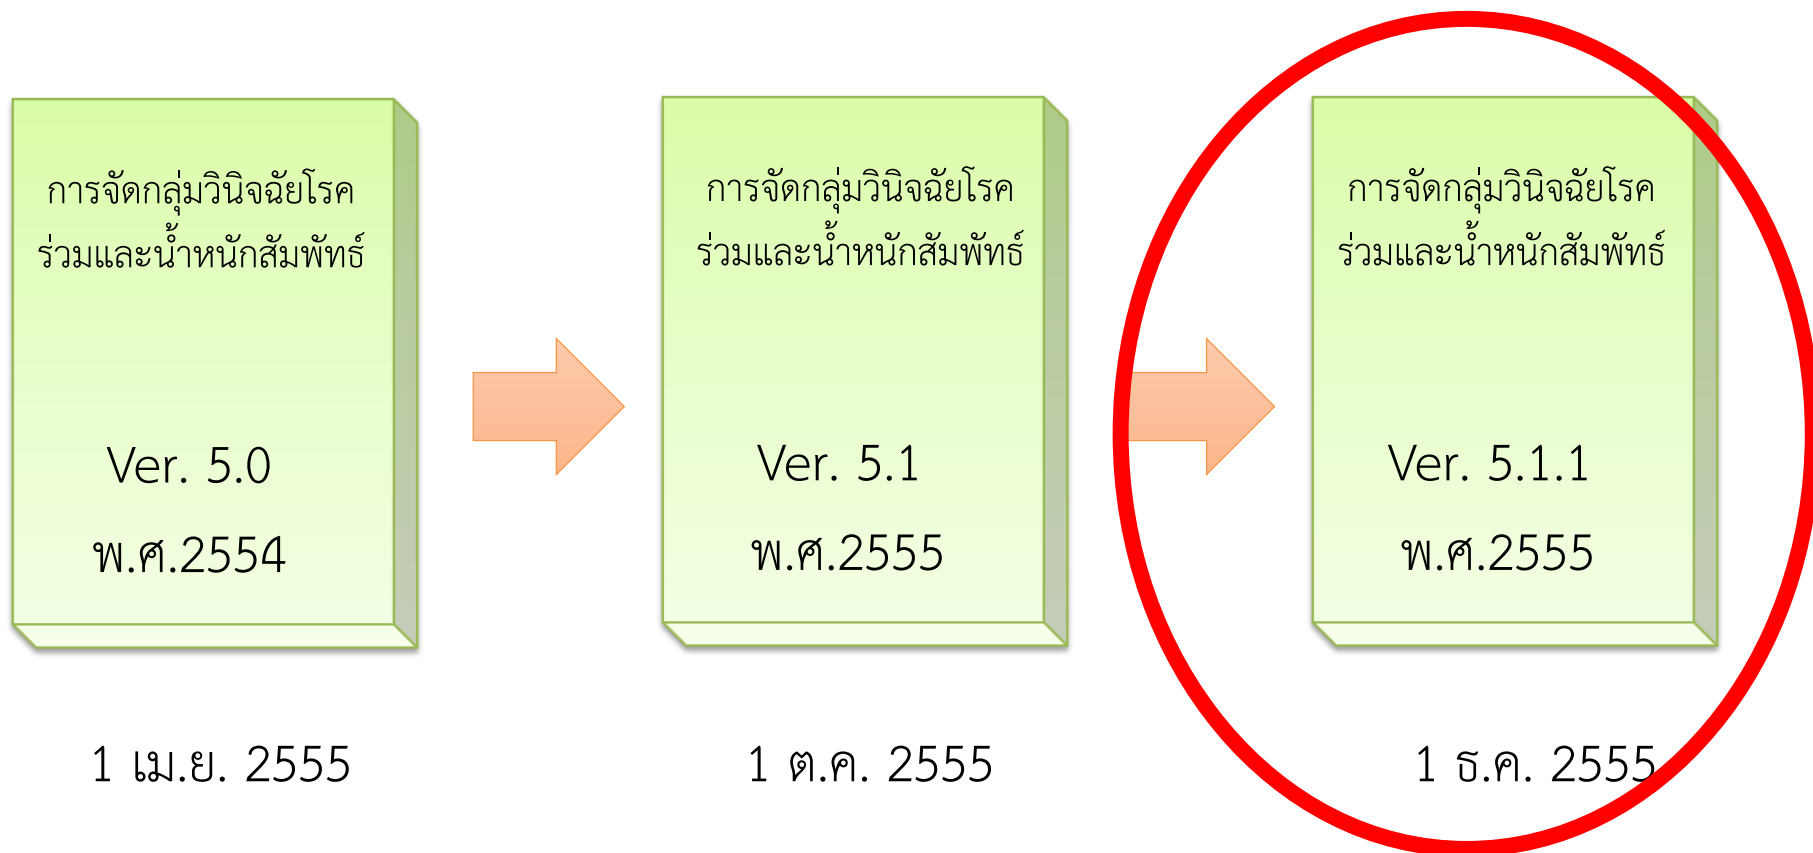 การจัดกลุ่มวินิจฉัยโรค
ร่วมและน้ำหนักสัมพัทธ์
Ver. 5.0
พ.ศ.2554
1 เม.ย. 2555
การจัดกลุ่มวินิจฉัยโรค
ร่วมและน้ำหนักสัมพัทธ์
Ver. 5.1
พ.ศ.2555
1 ต.ค. 2555
การจัดกลุ่มวินิจฉัยโรค
ร่วมและน้ำหนักสัมพัทธ์
Ver. 5.1.1
พ.ศ.2555
1 ธ.ค. 2555